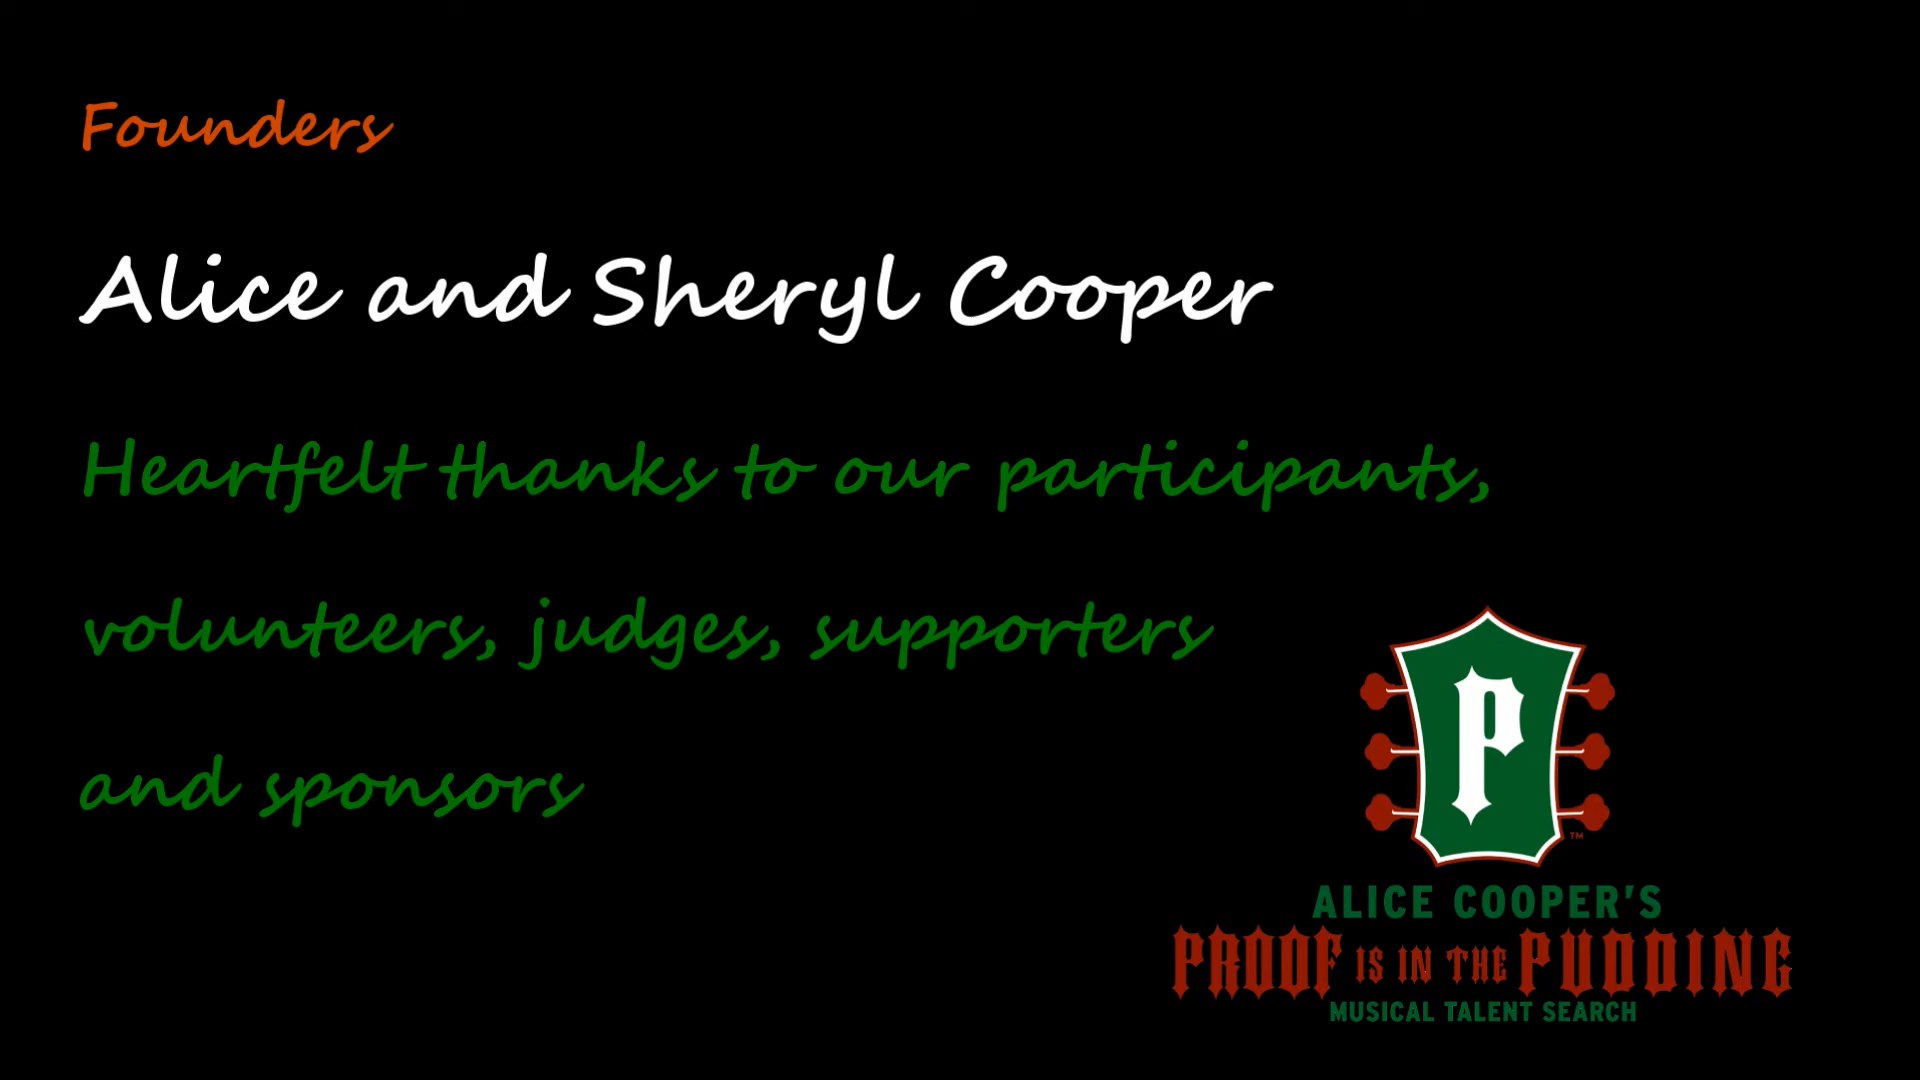 Founders
Alice and Sheryl Cooper
Heartfelt thanks to our participants,
volunteers, judges, supporters
and sponsors
P
TM
ALICE COOPER'S
PROOF IS IN THE PUDDING
MUSICAL TALENT SEARCH